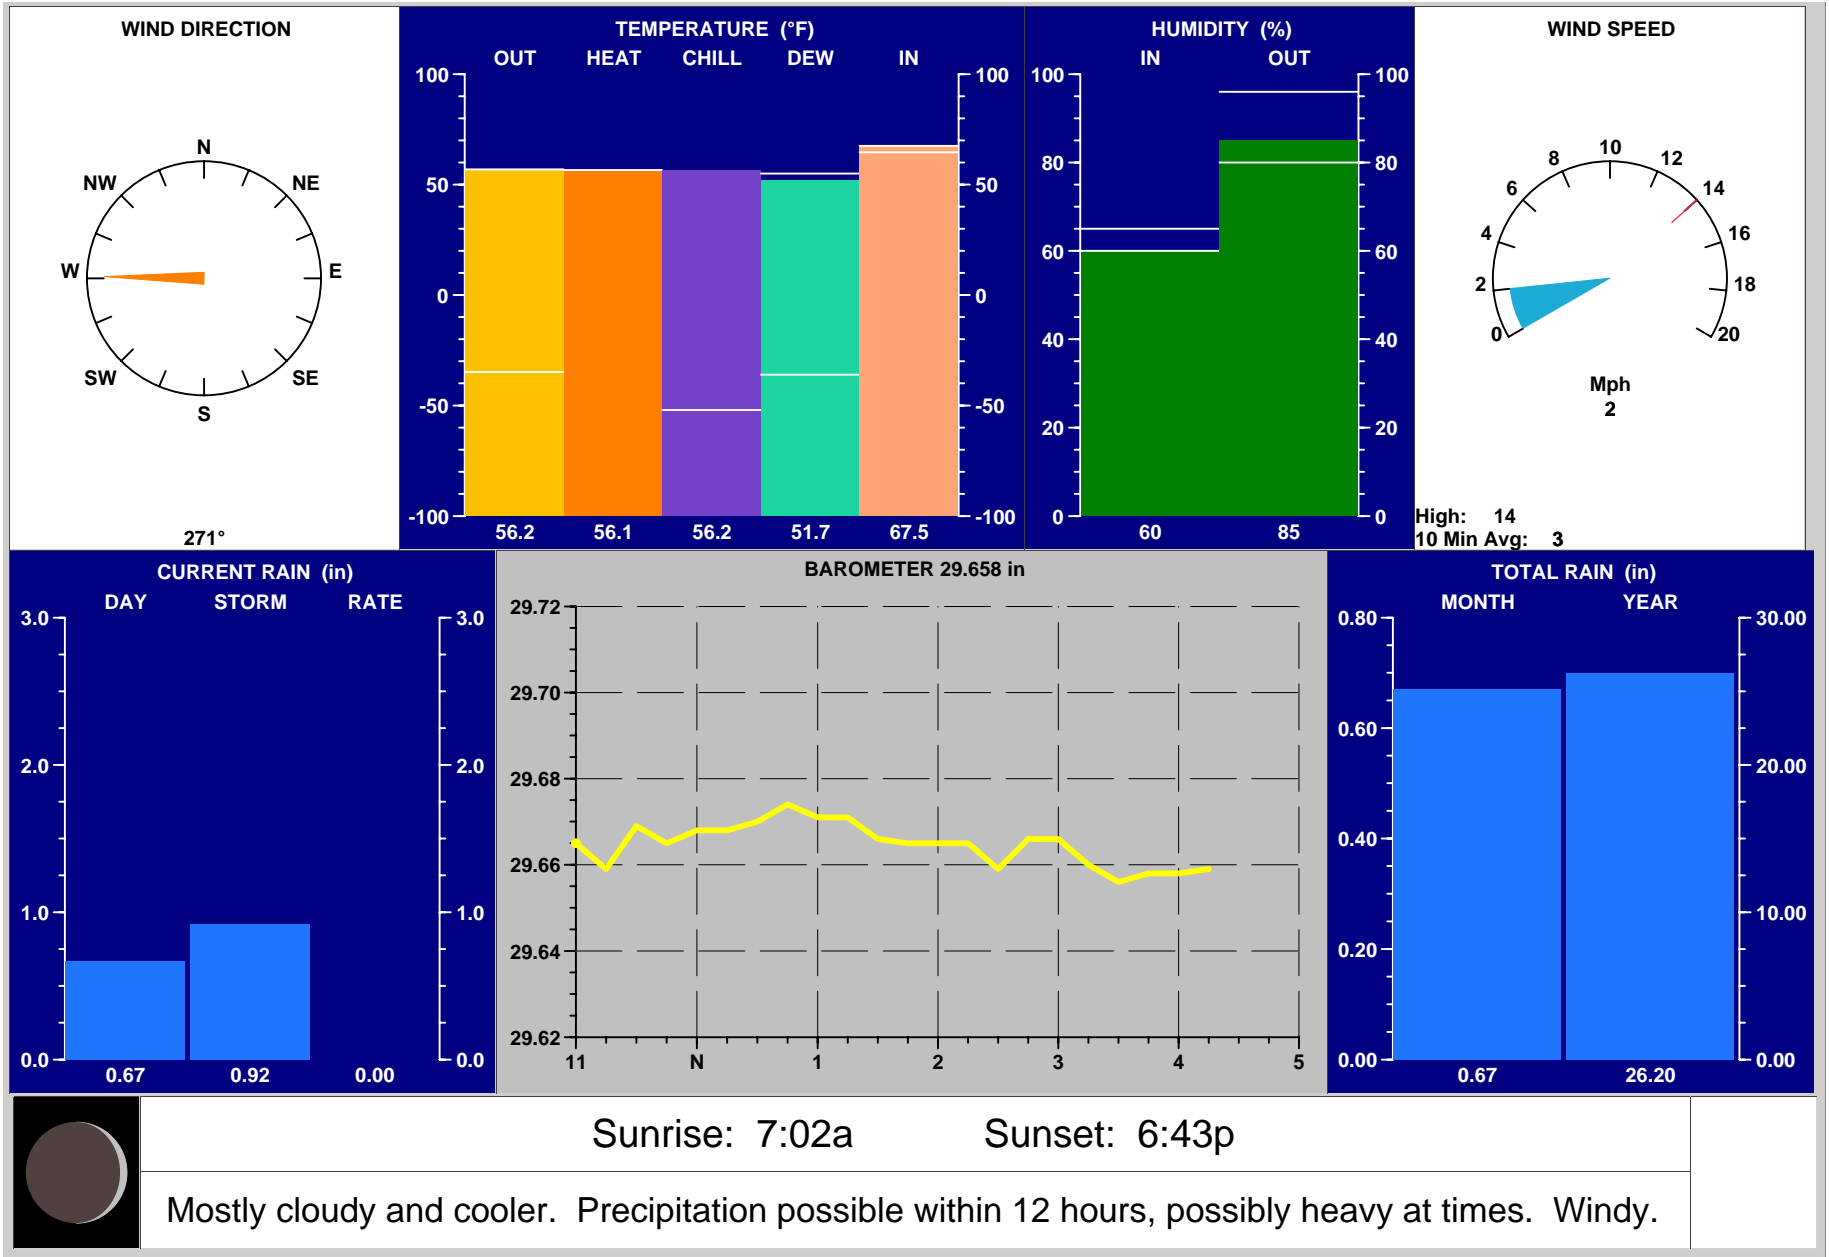 WIND DIRECTION
N
NW
NE
W
E
SW
SE
S
271°
TEMPERATURE (°F)
OUT HEAT CHILL DEW IN
100 100
50 50
0 0
-50 -50
-100 -100
56.2 56.1 56.2 51.7 67.5
HUMIDITY (%)
IN OUT
100 100
80 80
60 60
40 40
20 20
0 0
60 85
WIND SPEED
10
8 12
6 14
4 16
2 18
0 20
Mph
2
High: 14
10 Min Avg: 3
CURRENT RAIN (in)
DAY STORM RATE
3.0 3.0
2.0 2.0
1.0 1.0
0.0 0.0
0.67 0.92 0.00
BAROMETER 29.658 in
29.72
29.70
29.68
29.66
29.64
29.62
11 N 1 2 3 4 5
TOTAL RAIN (in)
MONTH YEAR
0.80 30.00
0.60 20.00
0.40
0.20 10.00
0.00 0.00
0.67 26.20
Sunrise: 7:02a Sunset: 6:43p
Mostly cloudy and cooler. Precipitation possible within 12 hours, possibly heavy at times. Windy.